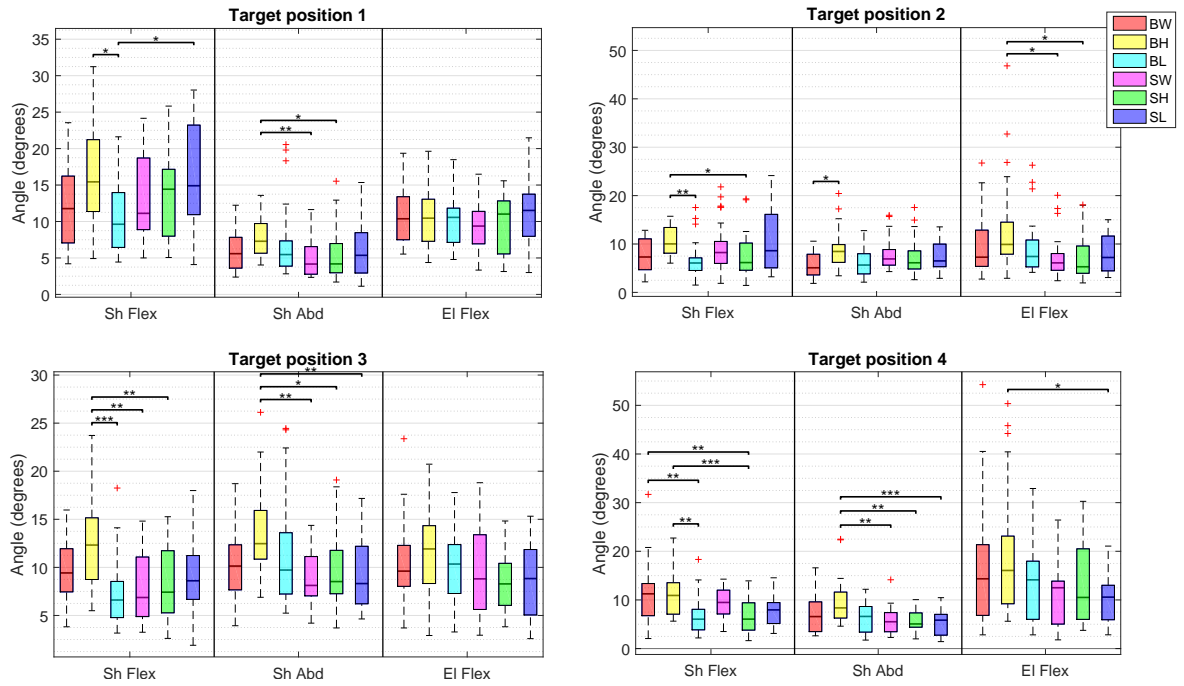 Target position 1
Angle (degrees)
35
30
25
20
15
10
5
0
* *
* **
Sh Flex Sh Abd El Flex
Target position 2
Angle (degrees)
50
40
30
20
10
0
* **
*
* *
Sh Flex Sh Abd El Flex
BW
BH
BL
SW
SH
SL
Target position 3
Angle (degrees)
30
25
20
15
10
5
** ** ***
** * **
Sh Flex Sh Abd El Flex
Target position 4
Angle (degrees)
50
40
30
20
10
0
** *** ** **
*** ** **
*
Sh Flex Sh Abd El Flex